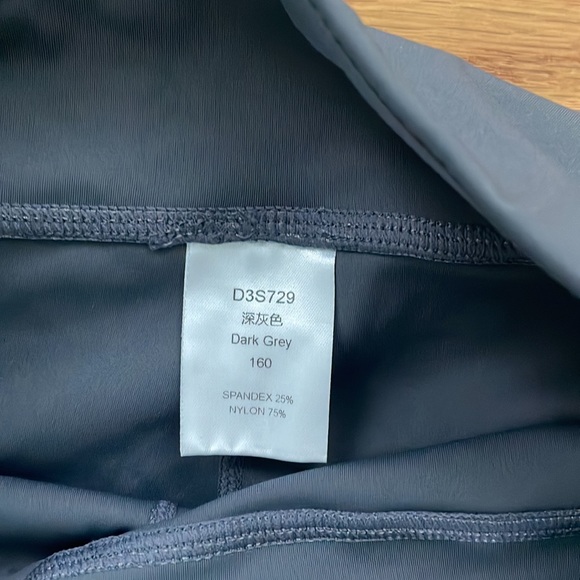 D3S729
深灰色
Dark Grey
160
SPANDEX 25%
NYLON 75%